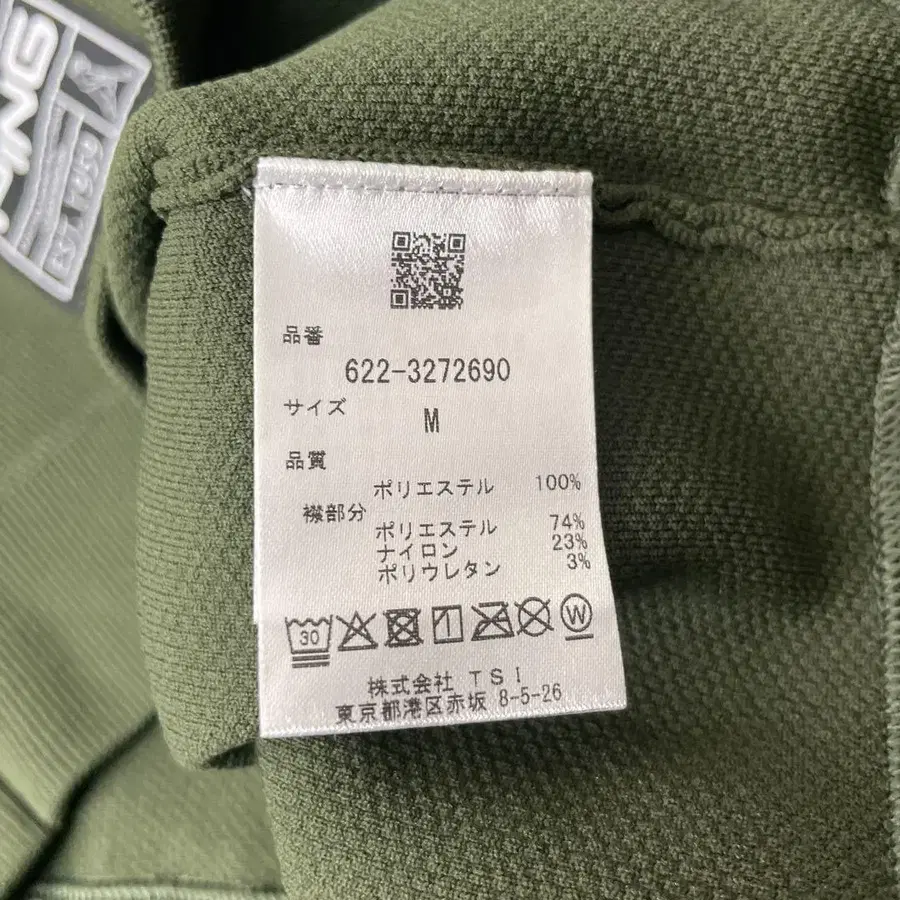 品番
622-3272690
サイズ
M
品質
ポリエステル 100%
襟部分
ポリエステル 74%
ナイロン 23%
ポリウレタン 3%
30
W
株式会社 TSI
東京都港区赤坂 8-5-26